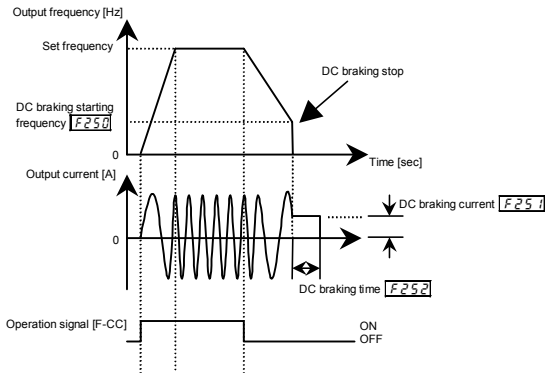 Output frequency [Hz]
Set frequency
DC braking stop
DC braking starting
frequency F250
0
Time [sec]
Output current [A]
DC braking current F251
0
DC braking time F252
Operation signal [F-CC]
ON
OFF